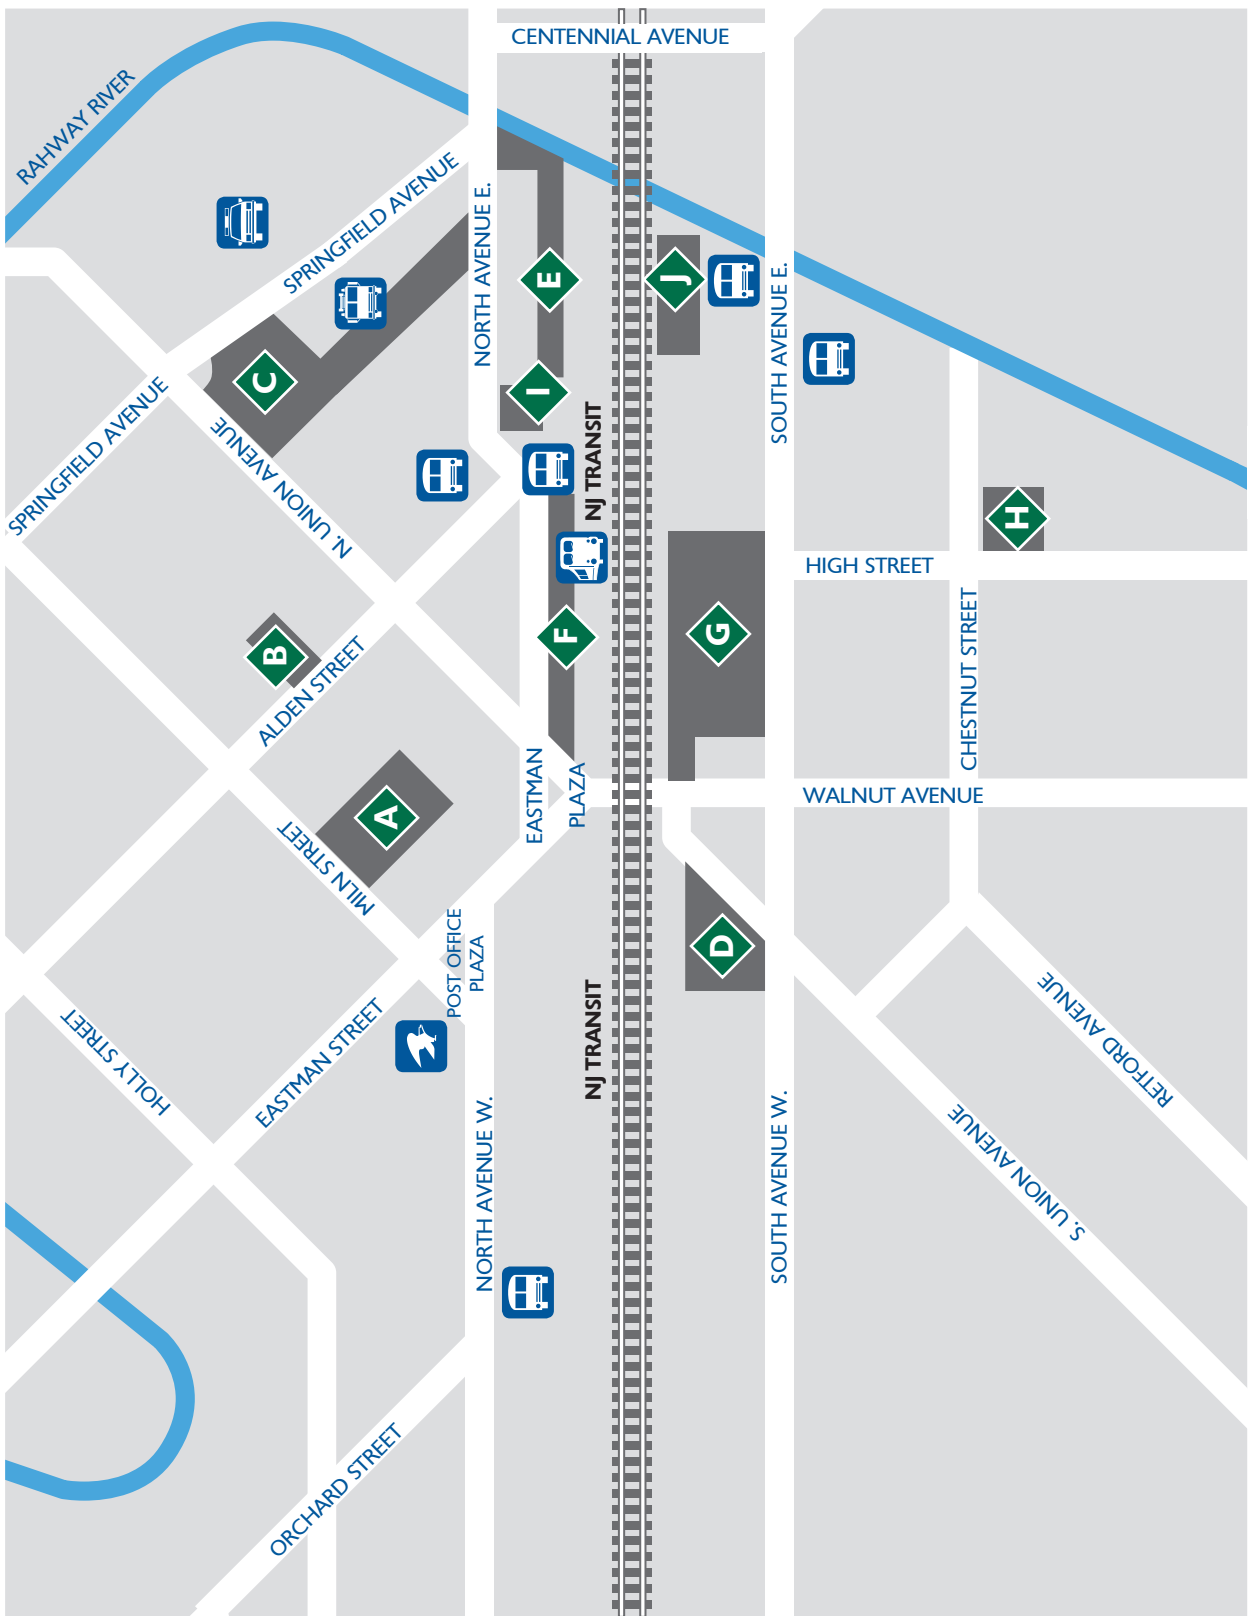 CENTENNIAL AVENUE
RAHWAY RIVER
SPRINGFIELD AVENUE
NORTH AVENUE E.
E
J
SOUTH AVENUE E.
C
I
SPRINGFIELD AVENUE
N. UNION AVENUE
NJ TRANSIT
H
HIGH STREET
B
ALDEN STREET
F
G
CHESTNUT STREET
WALNUT AVENUE
EASTMAN
PLAZA
A
MILN STREET
POST OFFICE
PLAZA
D
HOLLY STREET
EASTMAN STREET
NJ TRANSIT
RETFORD AVENUE
NORTH AVENUE W.
SOUTH AVENUE W.
S. UNION AVENUE
ORCHARD STREET